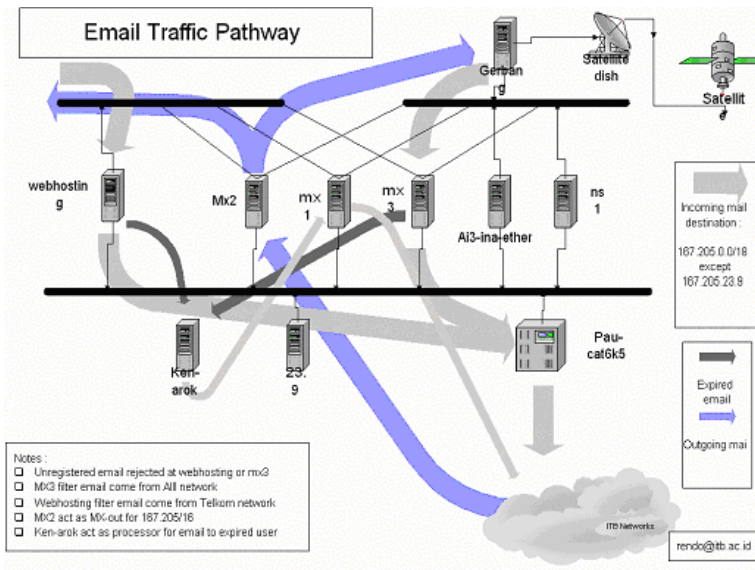 Email Traffic Pathway
Gerban
g
Satellite
dish
Satellit
e
webhostin
g
Mx2
mx
1
mx
3
Ai3-ina-ether
ns
1
Incoming mail
destination :
167.205.0.0/18
except
167.205.23.9
Ken-
arok
23.
9
Pau-
cat6k5
Expired
email
Outgoing mai
Notes :
Unregistered email rejected at webhosting or mx3
MX3 filter email come from AIII network
Webhosting filter email come from Telkom network
MX2 act as MX-out for 167.205/16
Ken-arok act as processor for email to expired user
ITB Networks
rendo@itb.ac.id